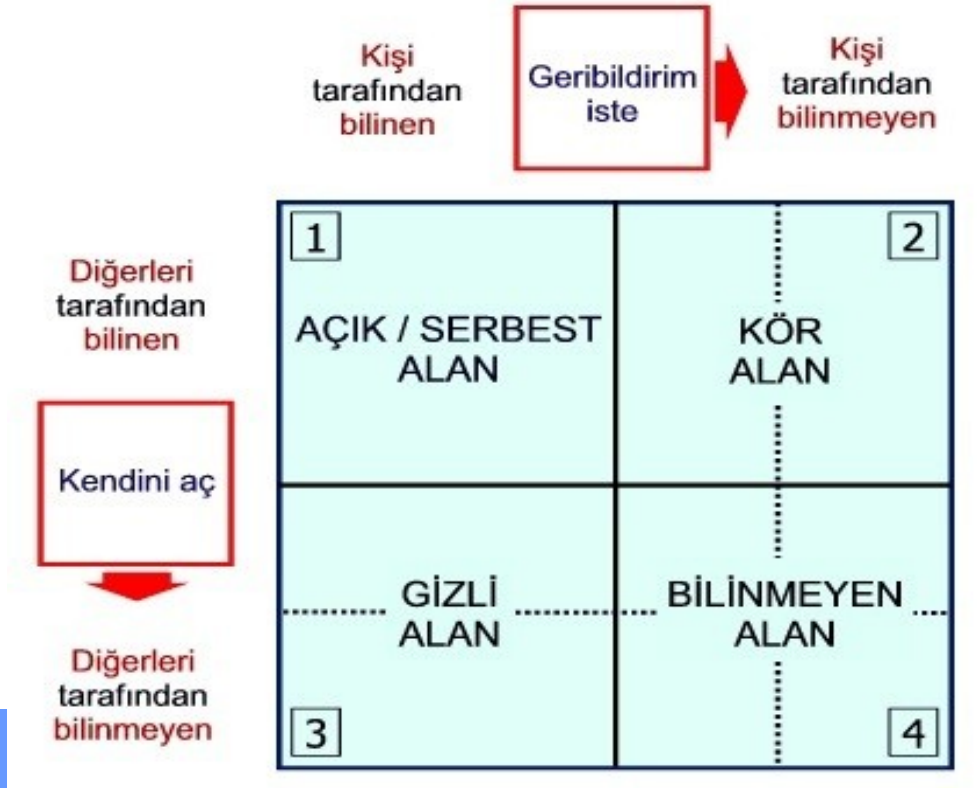 Kişi
tarafından
bilinen
Geribildirim
iste
Kişi
tarafından
bilinmeyen
Diğerleri
tarafından
bilinen
1
AÇIK / SERBEST
ALAN
2
KÖR
ALAN
Kendini aç
Diğerleri
tarafından
bilinmeyen
GİZLİ
ALAN
3
BİLİNMEYEN
ALAN
4